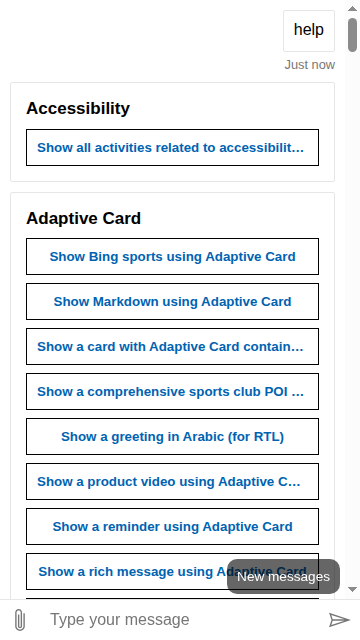 help
Just now
Accessibility
Show all activities related to accessibilit…
Adaptive Card
Show Bing sports using Adaptive Card
Show Markdown using Adaptive Card
Show a card with Adaptive Card contain…
Show a comprehensive sports club POI …
Show a greeting in Arabic (for RTL)
Show a product video using Adaptive C…
Show a reminder using Adaptive Card
Show a rich message using Adaptive Card
New messages
Type your message